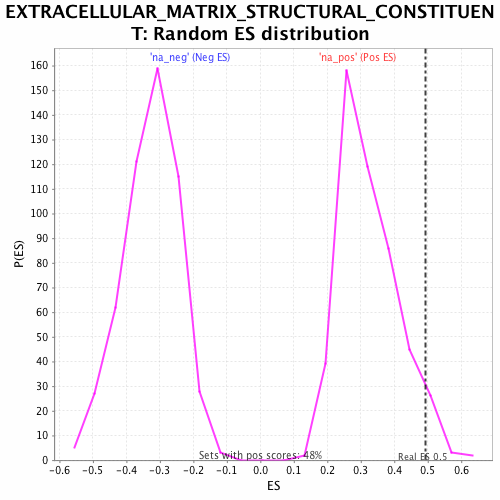 EXTRACELLULAR_MATRIX_STRUCTURAL_CONSTITUEN
T: Random ES distribution
'na_neg' (Neg ES)
'na_pos' (Pos ES)
160
150
140
130
120
110
100
90
80
70
60
50
40
30
20
10
0
P(ES)
Sets with pos scores: 48%
Real ES 0.5
-0.6 -0.5 -0.4 -0.3 -0.2 -0.1 0.0 0.1 0.2 0.3 0.4 0.5 0.6
ES